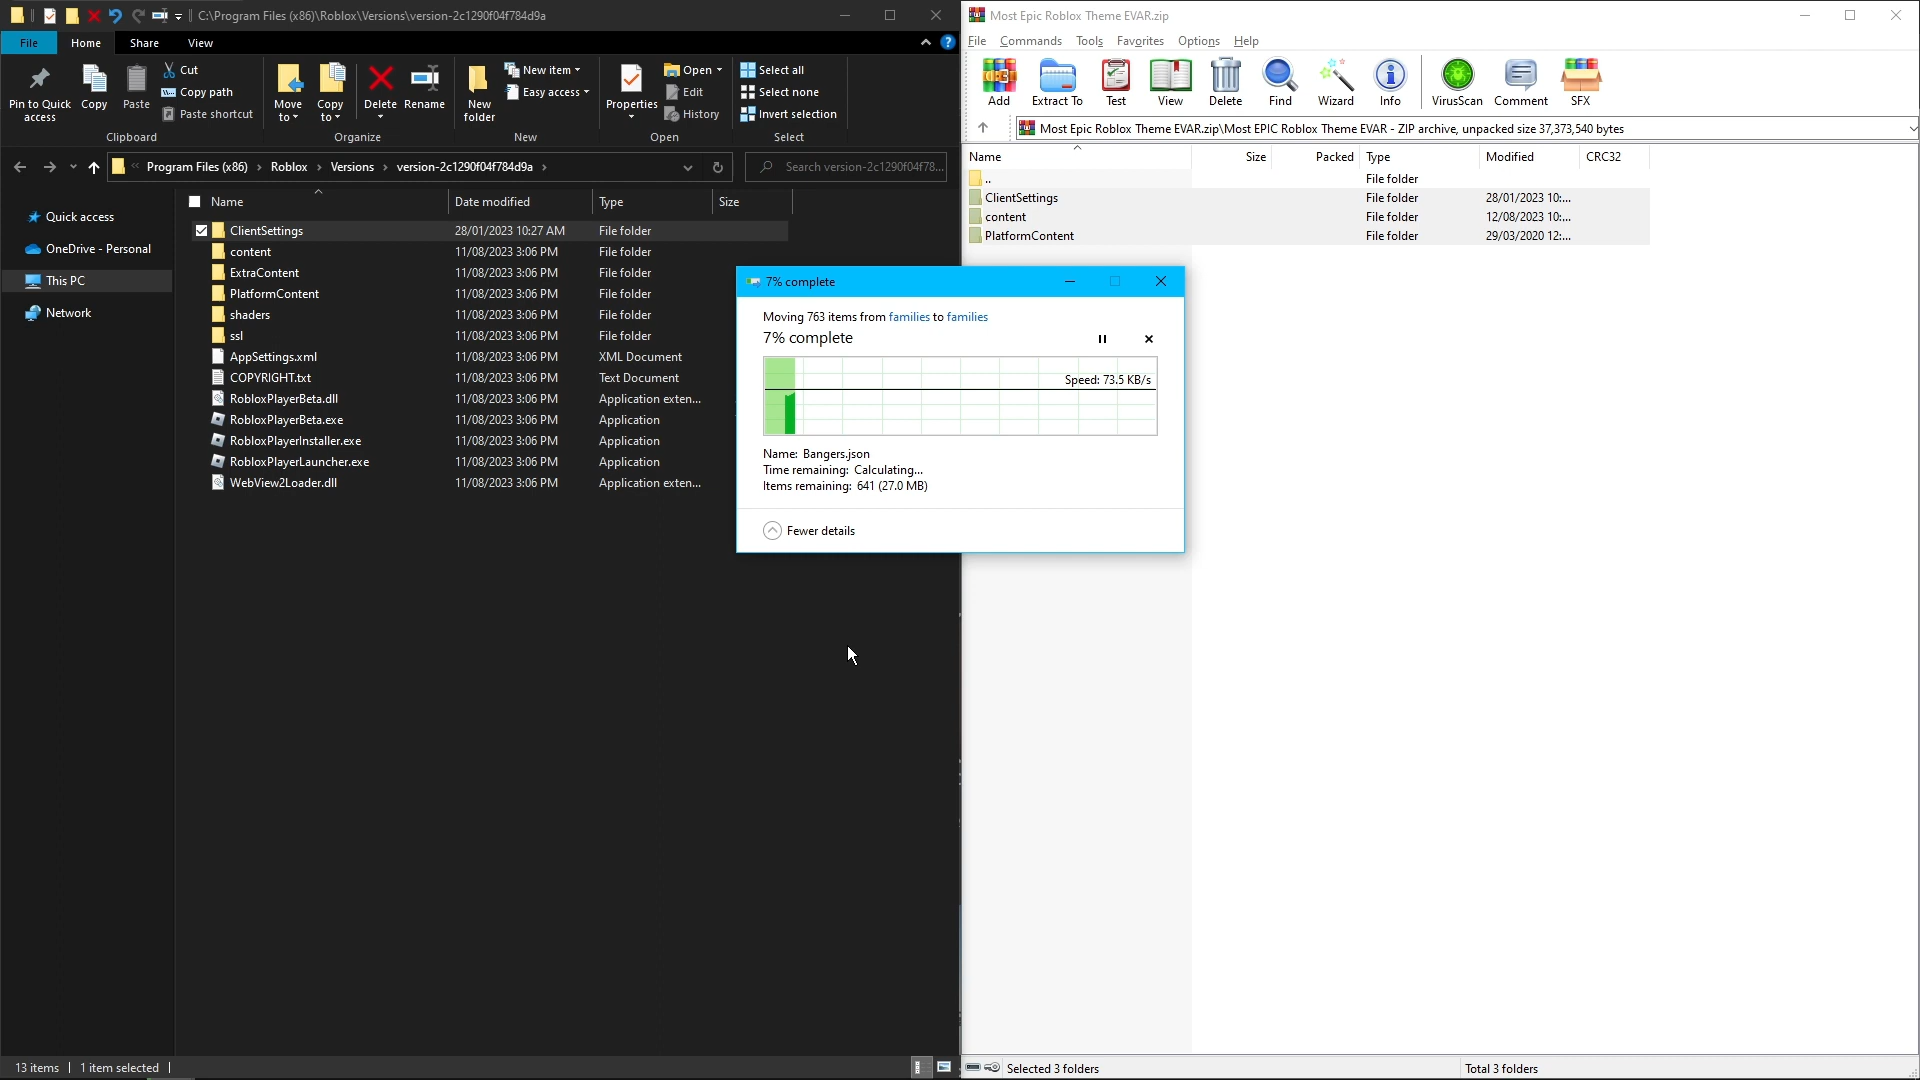 C:\Program Files (x86)\Roblox\Versions\version-2c1290f04f784d9a
File Home Share View
Pin to Quick access
Copy
Paste
Cut
Copy path
Paste shortcut
Clipboard
Move to
Copy to
Delete
Rename
Organize
New folder
New item
Easy access
New
Properties
Open
Edit
History
Open
Select all
Select none
Invert selection
Select
Program Files (x86) > Roblox > Versions > version-2c1290f04f784d9a >
Search version-2c1290f04f78...
Quick access
OneDrive - Personal
This PC
Network
Name Date modified Type Size
ClientSettings 28/01/2023 10:27 AM File folder
content 11/08/2023 3:06 PM File folder
ExtraContent 11/08/2023 3:06 PM File folder
PlatformContent 11/08/2023 3:06 PM File folder
shaders 11/08/2023 3:06 PM File folder
ssl 11/08/2023 3:06 PM File folder
AppSettings.xml 11/08/2023 3:06 PM XML Document
COPYRIGHT.txt 11/08/2023 3:06 PM Text Document
RobloxPlayerBeta.dll 11/08/2023 3:06 PM Application exten...
RobloxPlayerBeta.exe 11/08/2023 3:06 PM Application
RobloxPlayerInstaller.exe 11/08/2023 3:06 PM Application
RobloxPlayerLauncher.exe 11/08/2023 3:06 PM Application
WebView2Loader.dll 11/08/2023 3:06 PM Application exten...
13 items 1 item selected
7% complete
Moving 763 items from families to families
7% complete
Speed: 73.5 KB/s
Name: Bangers.json
Time remaining: Calculating...
Items remaining: 641 (27.0 MB)
Fewer details
Most Epic Roblox Theme EVAR.zip
File Commands Tools Favorites Options Help
Add Extract To Test View Delete Find Wizard Info VirusScan Comment SFX
Most Epic Roblox Theme EVAR.zip\Most EPIC Roblox Theme EVAR - ZIP archive, unpacked size 37,373,540 bytes
Name Size Packed Type Modified CRC32
.. File folder
ClientSettings File folder 28/01/2023 10:...
content File folder 12/08/2023 10:...
PlatformContent File folder 29/03/2020 12:...
Selected 3 folders
Total 3 folders